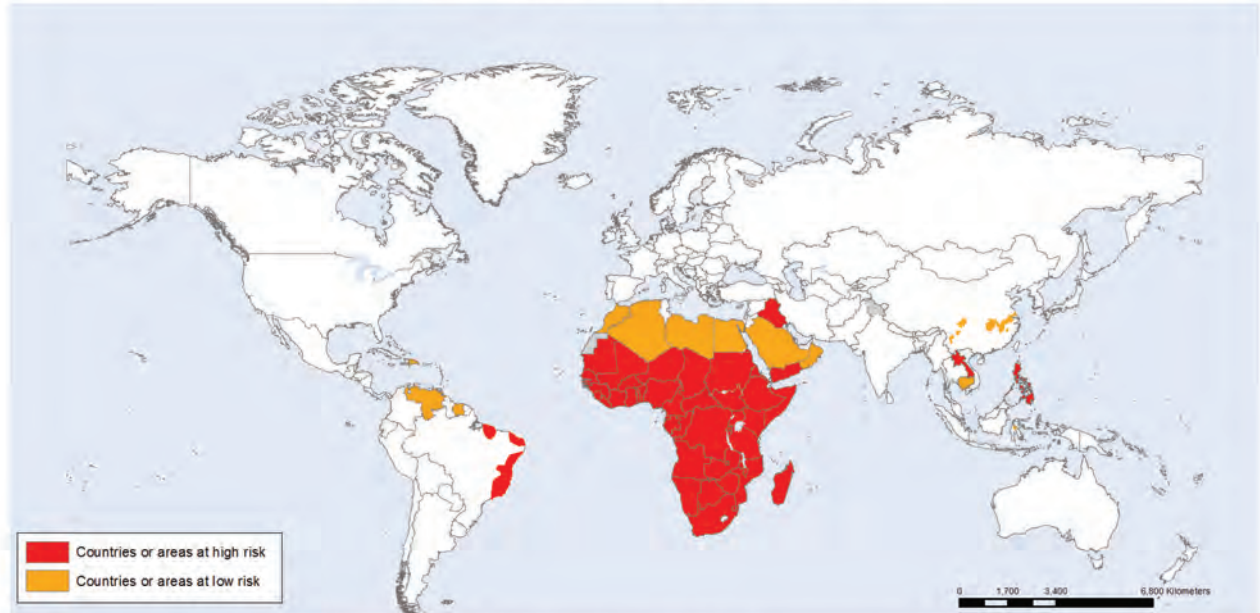 Countries or areas at high risk
Countries or areas at low risk
0 1,700 3,400 6,800 Kilometers